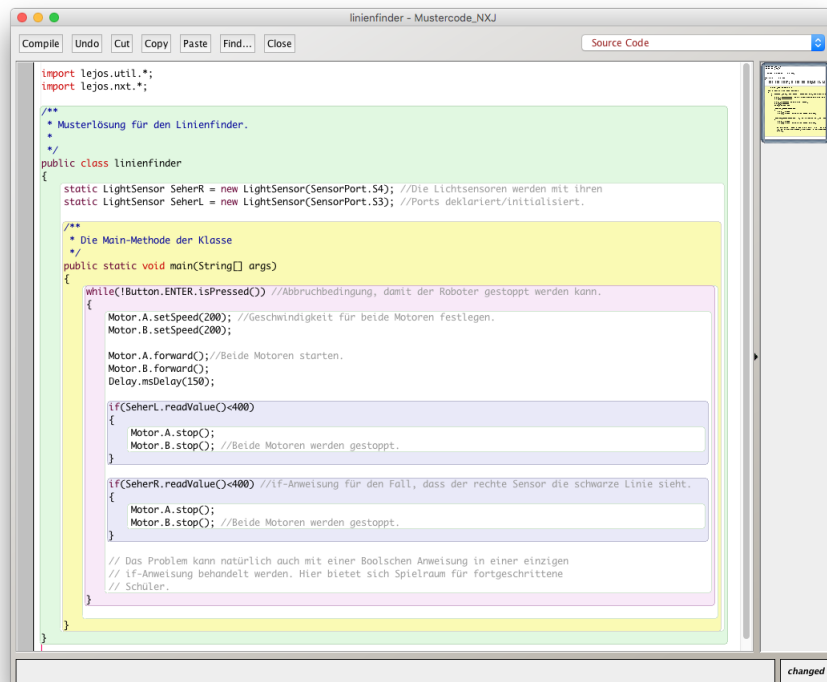 linienfinder - Mustercode_NXJ
Compile Undo Cut Copy Paste Find... Close Source Code
import lejos.util.*;
import lejos.nxt.*;
/**
* Musterlösung für den Linienfinder.
*
*/
public class linienfinder
{
static LightSensor SeherR = new LightSensor(SensorPort.S4); //Die Lichtsensoren werden mit ihren
static LightSensor SeherL = new LightSensor(SensorPort.S3); //Ports deklariert/initialisiert.
/**
* Die Main-Methode der Klasse
*/
public static void main(String[] args)
{
while(!Button.ENTER.isPressed()) //Abbruchbedingung, damit der Roboter gestoppt werden kann.
{
Motor.A.setSpeed(200); //Geschwindigkeit für beide Motoren festlegen.
Motor.B.setSpeed(200);
Motor.A.forward();//Beide Motoren starten.
Motor.B.forward();
Delay.msDelay(150);
if(SeherL.readValue()<400)
{
Motor.A.stop();
Motor.B.stop(); //Beide Motoren werden gestoppt.
}
if(SeherR.readValue()<400) //if-Anweisung für den Fall, dass der rechte Sensor die schwarze Linie sieht.
{
Motor.A.stop();
Motor.B.stop(); //Beide Motoren werden gestoppt.
}
// Das Problem kann natürlich auch mit einer Boolschen Anweisung in einer einzigen
// if-Anweisung behandelt werden. Hier bietet sich Spielraum für fortgeschrittene
// Schüler.
}
}
}
changed